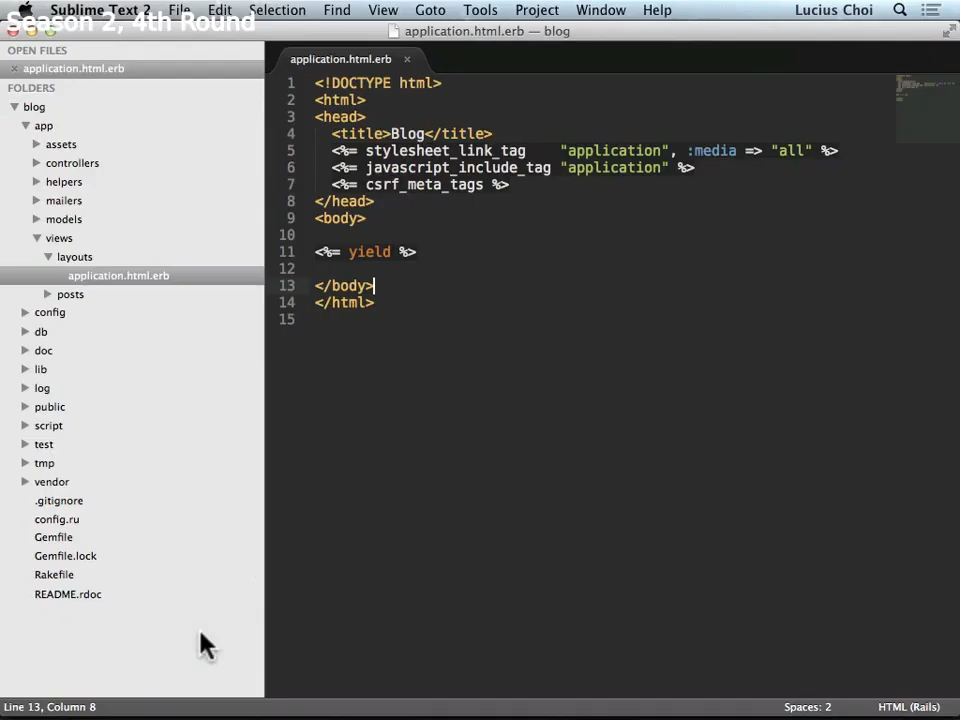 Sublime Text 2 File Edit Selection Find View Goto Tools Project Window Help Lucius Choi
Season 2, 4th Round
application.html.erb — blog
OPEN FILES
× application.html.erb
FOLDERS
blog
app
assets
controllers
helpers
mailers
models
views
layouts
application.html.erb
posts
config
db
doc
lib
log
public
script
test
tmp
vendor
.gitignore
config.ru
Gemfile
Gemfile.lock
Rakefile
README.rdoc
application.html.erb ×
1 <!DOCTYPE html>
2 <html>
3 <head>
4   <title>Blog</title>
5   <%= stylesheet_link_tag    "application", :media => "all" %>
6   <%= javascript_include_tag "application" %>
7   <%= csrf_meta_tags %>
8 </head>
9 <body>
10
11 <%= yield %>
12
13 </body>
14 </html>
15
Line 13, Column 8 Spaces: 2 HTML (Rails)